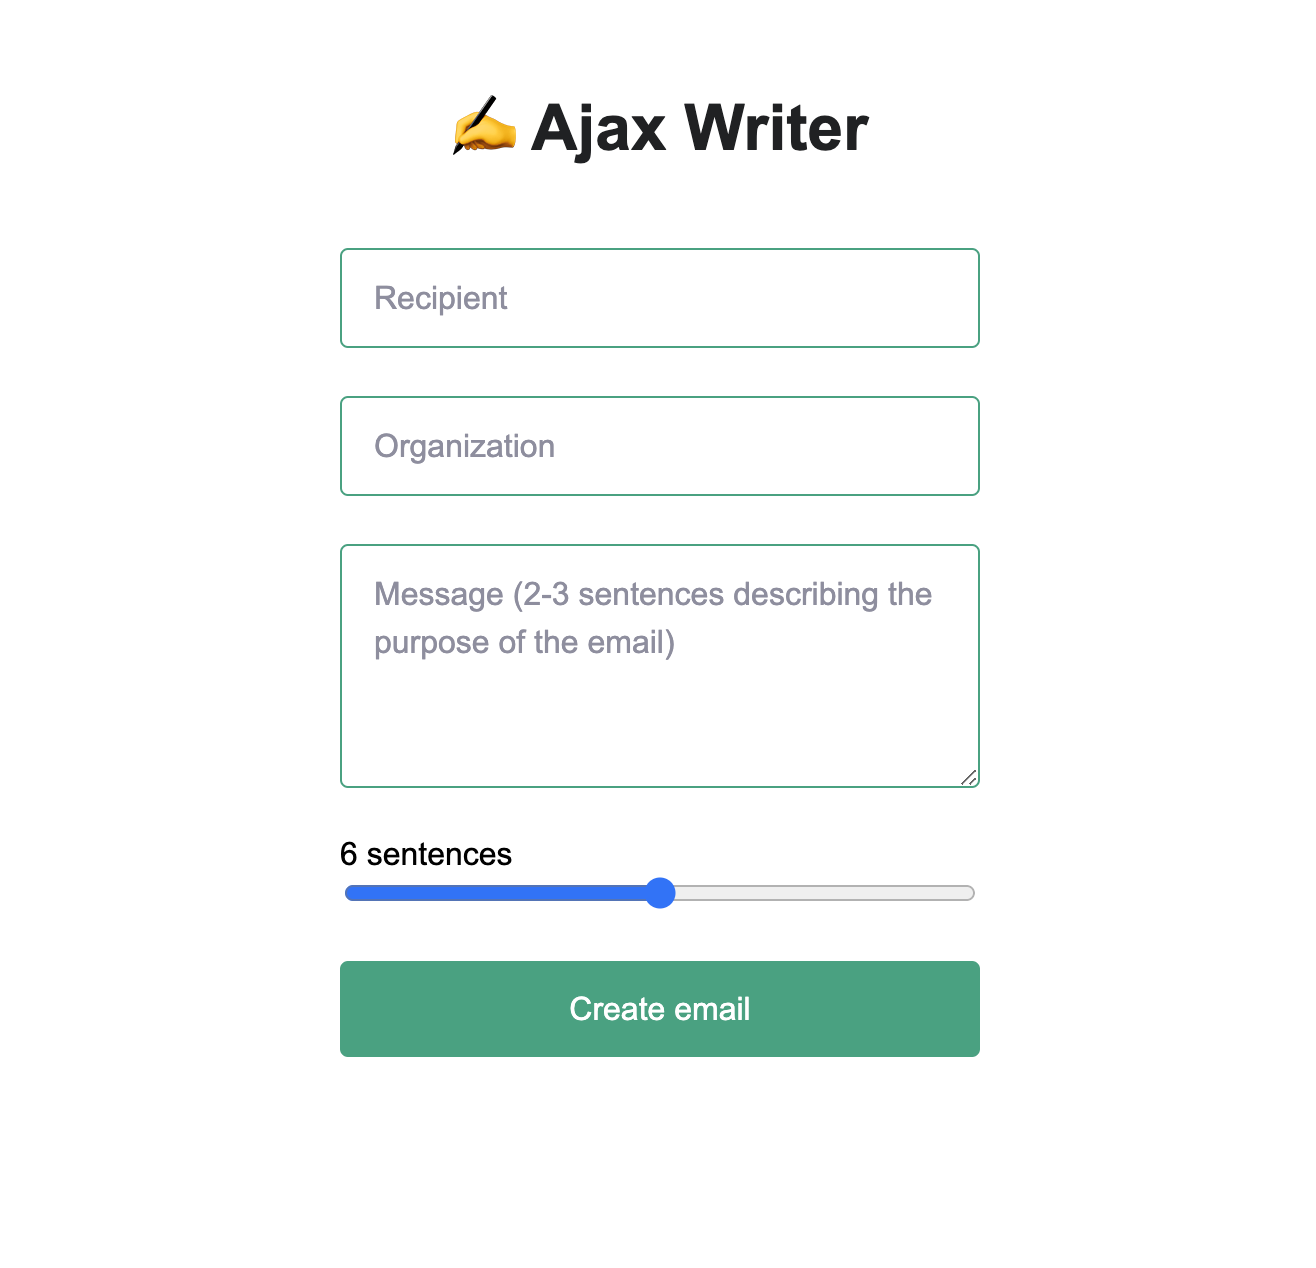 ✍️ Ajax Writer
Recipient
Organization
Message (2-3 sentences describing the
purpose of the email)
6 sentences
Create email